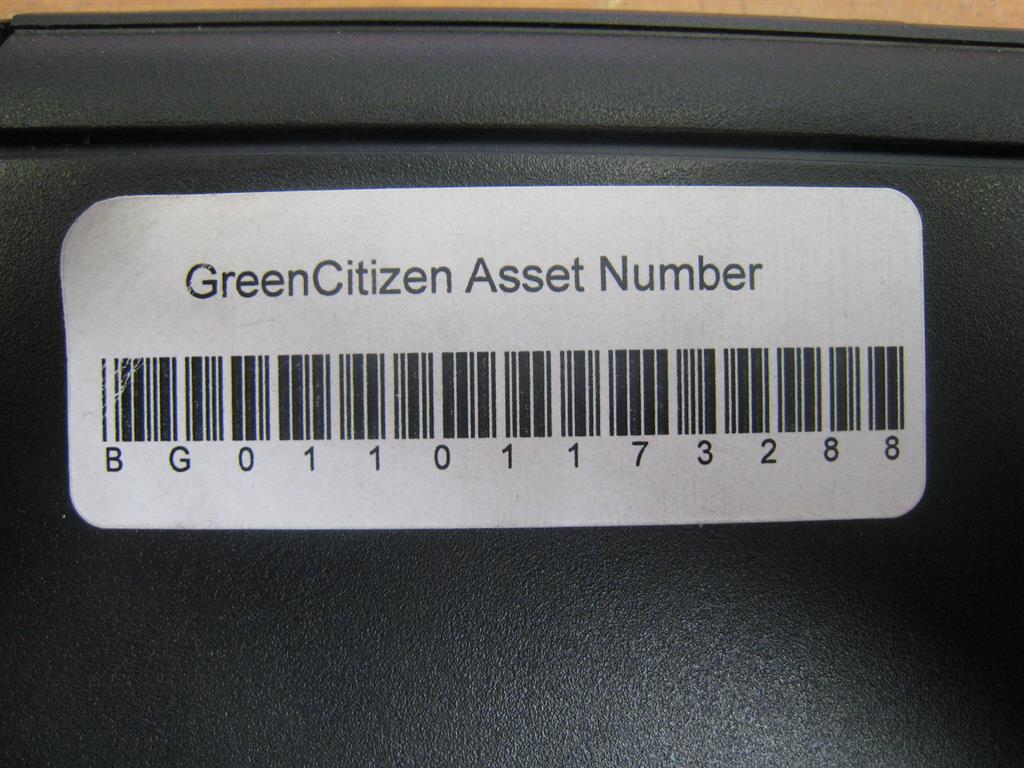 GreenCitizen Asset Number
B G 0 1 1 0 1 1 7 3 2 8 8